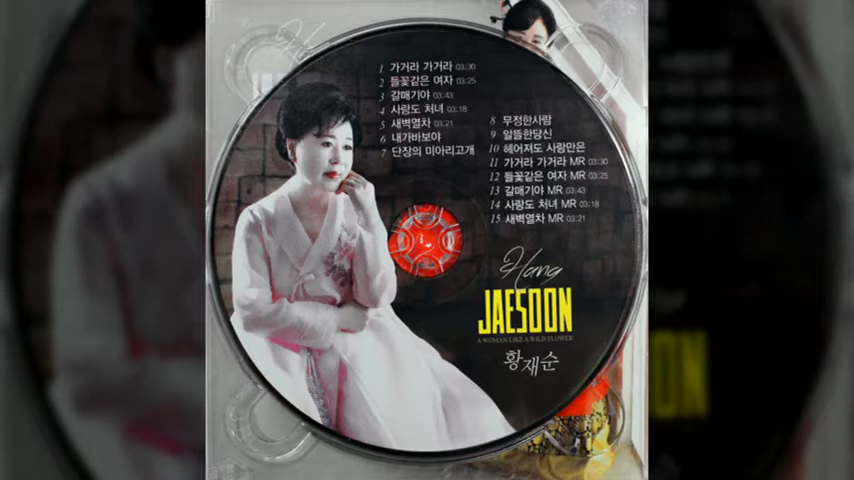 1 가거라 가거라 03:30
2 들꽃같은 여자 03:25
3 갈매기야 03:43
4 사랑도 처녀 03:18
5 새벽열차 03:21
6 내가바보야
7 단장의 미아리고개
8 무정한사람
9 알뜰한당신
10 헤어져도 사랑만은
11 가거라 가거라 MR 03:30
12 들꽃같은 여자 MR 03:25
13 갈매기야 MR 03:43
14 사랑도 처녀 MR 03:18
15 새벽열차 MR 03:21
Hang
JAESOON
A WOMAN LIKE A WILD FLOWER
황재순